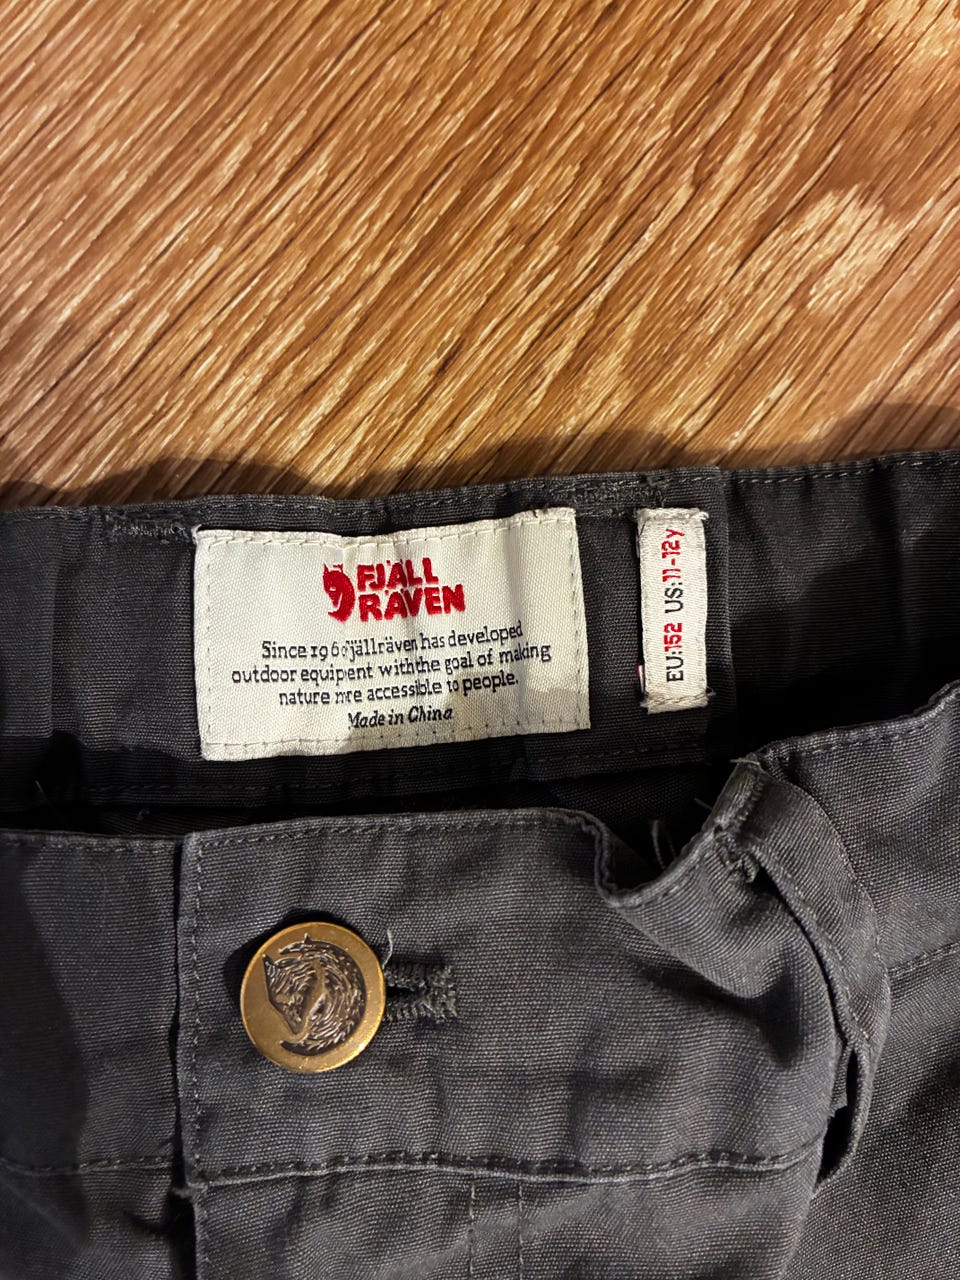 FJÄLL
RÄVEN
Since 196 fjällräven has developed
outdoor equipment with the goal of making
nature more accessible to people.
Made in China
EU:152 US:11-12y